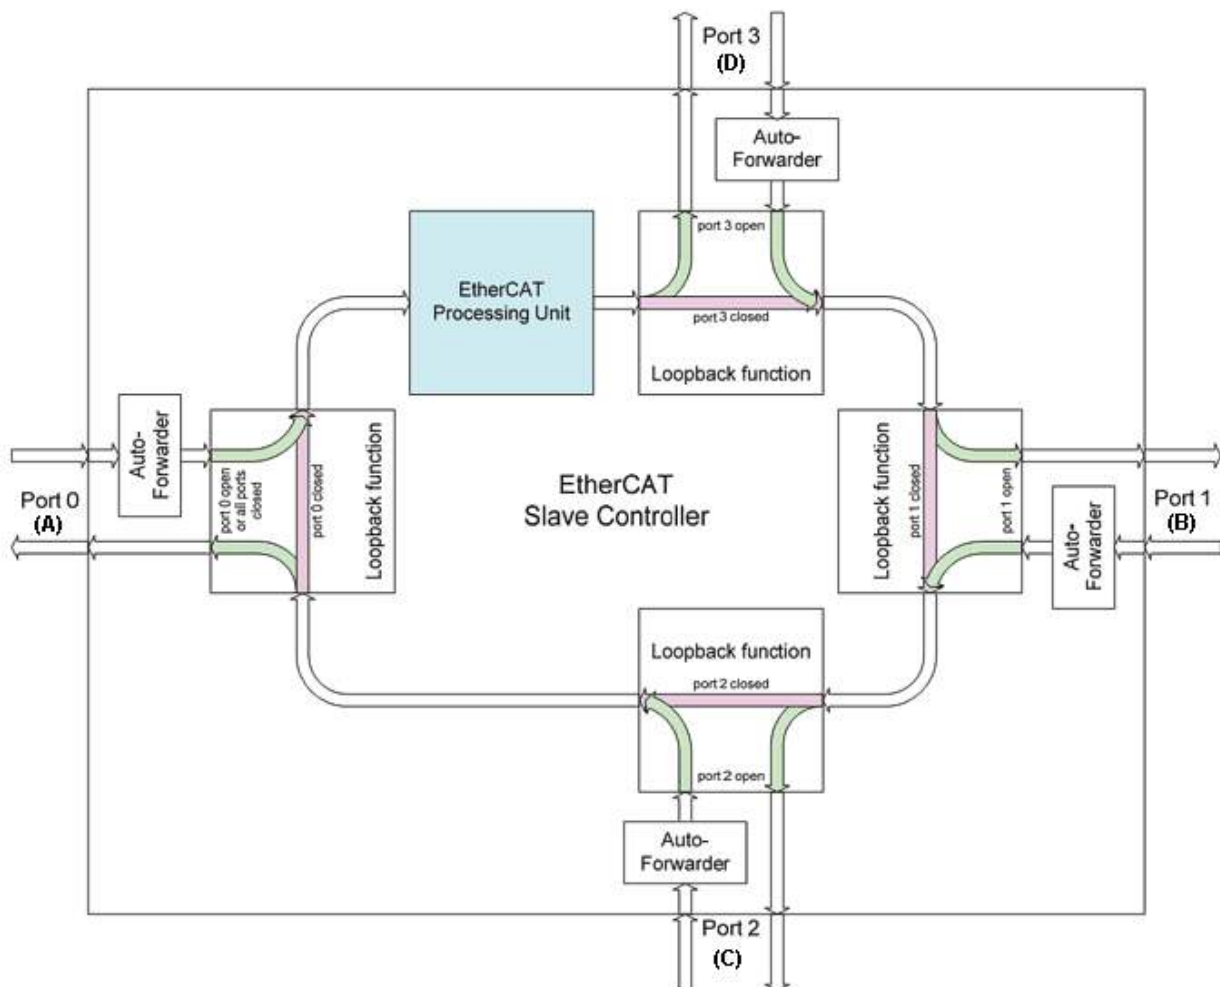 Port 3
(D)
Auto-
Forwarder
port 3 open
EtherCAT
Processing Unit
port 3 closed
Loopback function
Auto-
Forwarder
port 0 open
or all ports
closed
port 0 closed
Loopback function
Port 0
(A)
EtherCAT
Slave Controller
Loopback function
port 1 closed
port 1 open
Auto-
Forwarder
Port 1
(B)
Loopback function
port 2 closed
port 2 open
Auto-
Forwarder
Port 2
(C)